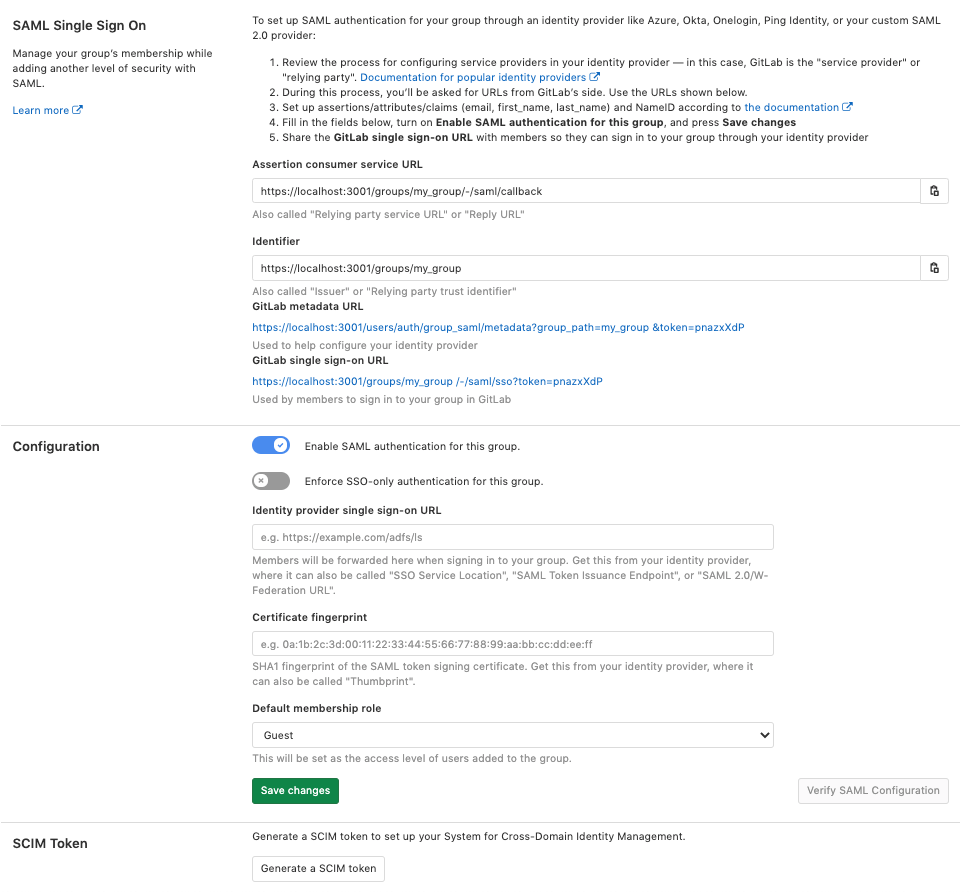 SAML Single Sign On
Manage your group's membership while
adding another level of security with
SAML.
Learn more
To set up SAML authentication for your group through an identity provider like Azure, Okta, Onelogin, Ping Identity, or your custom SAML
2.0 provider:
1. Review the process for configuring service providers in your identity provider — in this case, GitLab is the "service provider" or
"relying party". Documentation for popular identity providers
2. During this process, you'll be asked for URLs from GitLab's side. Use the URLs shown below.
3. Set up assertions/attributes/claims (email, first_name, last_name) and NameID according to the documentation
4. Fill in the fields below, turn on Enable SAML authentication for this group, and press Save changes
5. Share the GitLab single sign-on URL with members so they can sign in to your group through your identity provider
Assertion consumer service URL
https://localhost:3001/groups/my_group/-/saml/callback
Also called "Relying party service URL" or "Reply URL"
Identifier
https://localhost:3001/groups/my_group
Also called "Issuer" or "Relying party trust identifier"
GitLab metadata URL
https://localhost:3001/users/auth/group_saml/metadata?group_path=my_group &token=pnazxXdP
Used to help configure your identity provider
GitLab single sign-on URL
https://localhost:3001/groups/my_group /-/saml/sso?token=pnazxXdP
Used by members to sign in to your group in GitLab
Configuration
Enable SAML authentication for this group.
Enforce SSO-only authentication for this group.
Identity provider single sign-on URL
e.g. https://example.com/adfs/ls
Members will be forwarded here when signing in to your group. Get this from your identity provider,
where it can also be called "SSO Service Location", "SAML Token Issuance Endpoint", or "SAML 2.0/W-
Federation URL".
Certificate fingerprint
e.g. 0a:1b:2c:3d:00:11:22:33:44:55:66:77:88:99:aa:bb:cc:dd:ee:ff
SHA1 fingerprint of the SAML token signing certificate. Get this from your identity provider, where it
can also be called "Thumbprint".
Default membership role
Guest
This will be set as the access level of users added to the group.
Save changes
Verify SAML Configuration
SCIM Token
Generate a SCIM token to set up your System for Cross-Domain Identity Management.
Generate a SCIM token